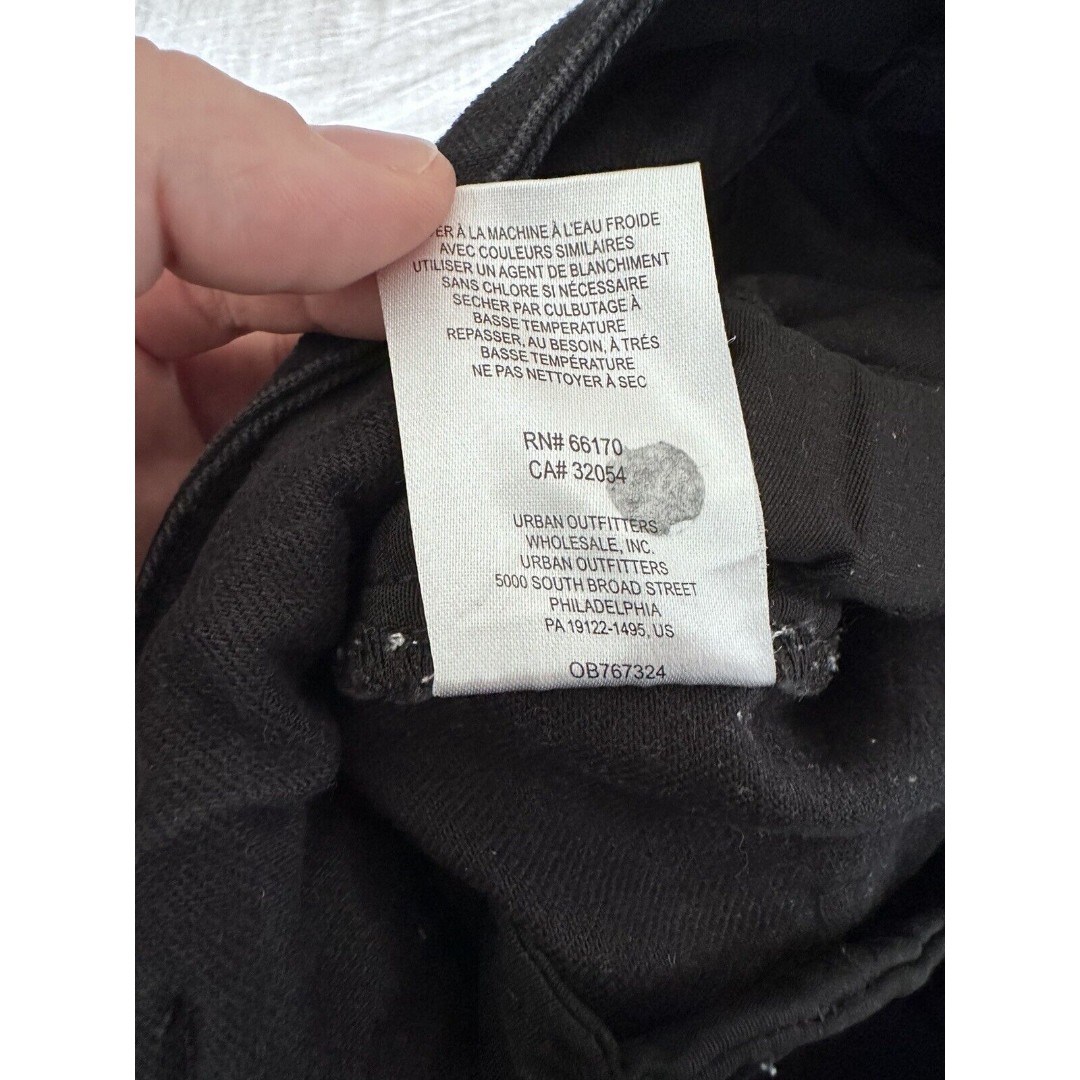 À LA MACHINE À L'EAU FROIDE
AVEC COULEURS SIMILAIRES
UTILISER UN AGENT DE BLANCHIMENT
SANS CHLORE SI NÉCESSAIRE
SECHER PAR CULBUTAGE À
BASSE TEMPERATURE
REPASSER, AU BESOIN, À TRÉS
BASSE TEMPÉRATURE
NE PAS NETTOYER À SEC
RN# 66170
CA# 32054
URBAN OUTFITTERS
WHOLESALE, INC.
URBAN OUTFITTERS
5000 SOUTH BROAD STREET
PHILADELPHIA
PA 19122-1495, US
OB767324